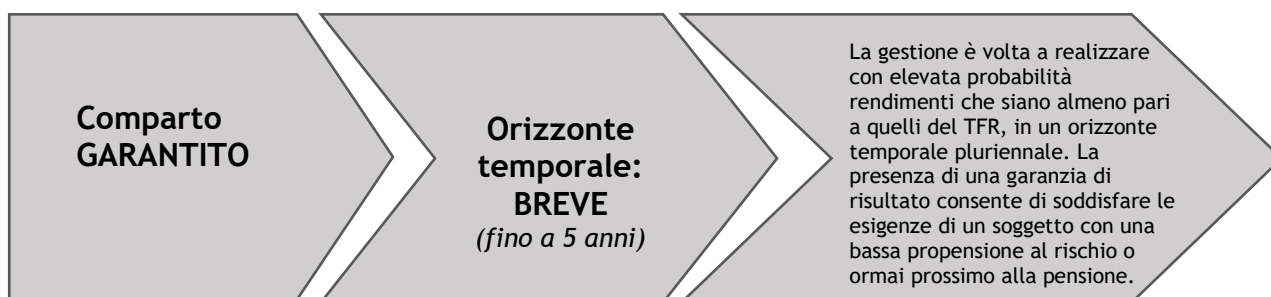 Comparto
GARANTITO
Orizzonte
temporale:
BREVE
(fino a 5 anni)
La gestione è volta a realizzare
con elevata probabilità
rendimenti che siano almeno pari
a quelli del TFR, in un orizzonte
temporale pluriennale. La
presenza di una garanzia di
risultato consente di soddisfare le
esigenze di un soggetto con una
bassa propensione al rischio o
ormai prossimo alla pensione.